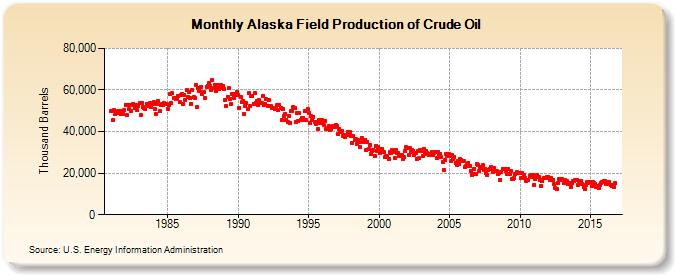 Monthly Alaska Field Production of Crude Oil
Thousand Barrels
80,000
60,000
40,000
20,000
0
1985 1990 1995 2000 2005 2010 2015
Source: U.S. Energy Information Administration